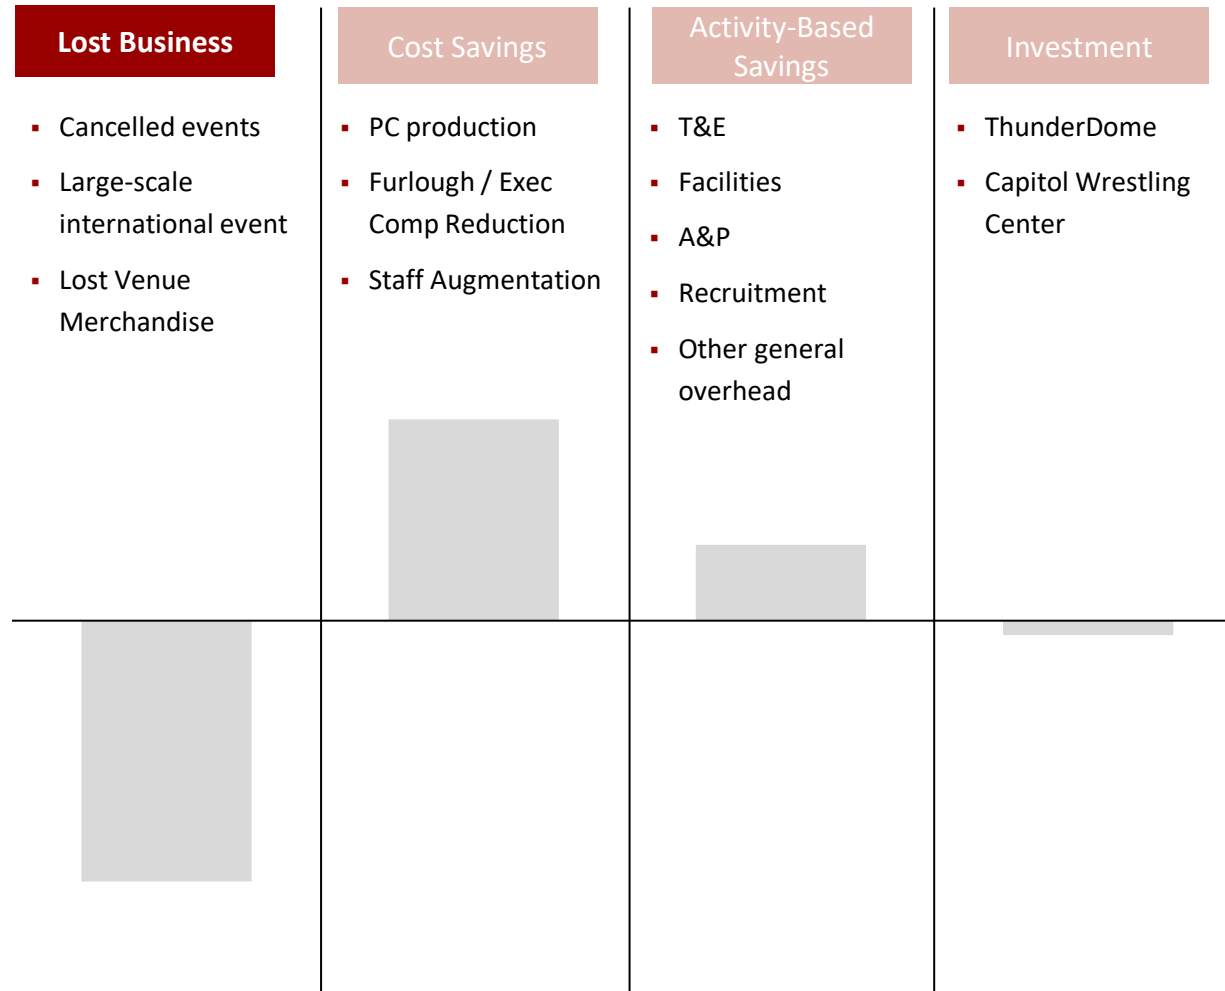 Lost Business
▪ Cancelled events
▪ Large-scale
international event
▪ Lost Venue
Merchandise
Cost Savings
▪ PC production
▪ Furlough / Exec
Comp Reduction
▪ Staff Augmentation
Activity-Based
Savings
▪ T&E
▪ Facilities
▪ A&P
▪ Recruitment
▪ Other general
overhead
Investment
▪ ThunderDome
▪ Capitol Wrestling
Center